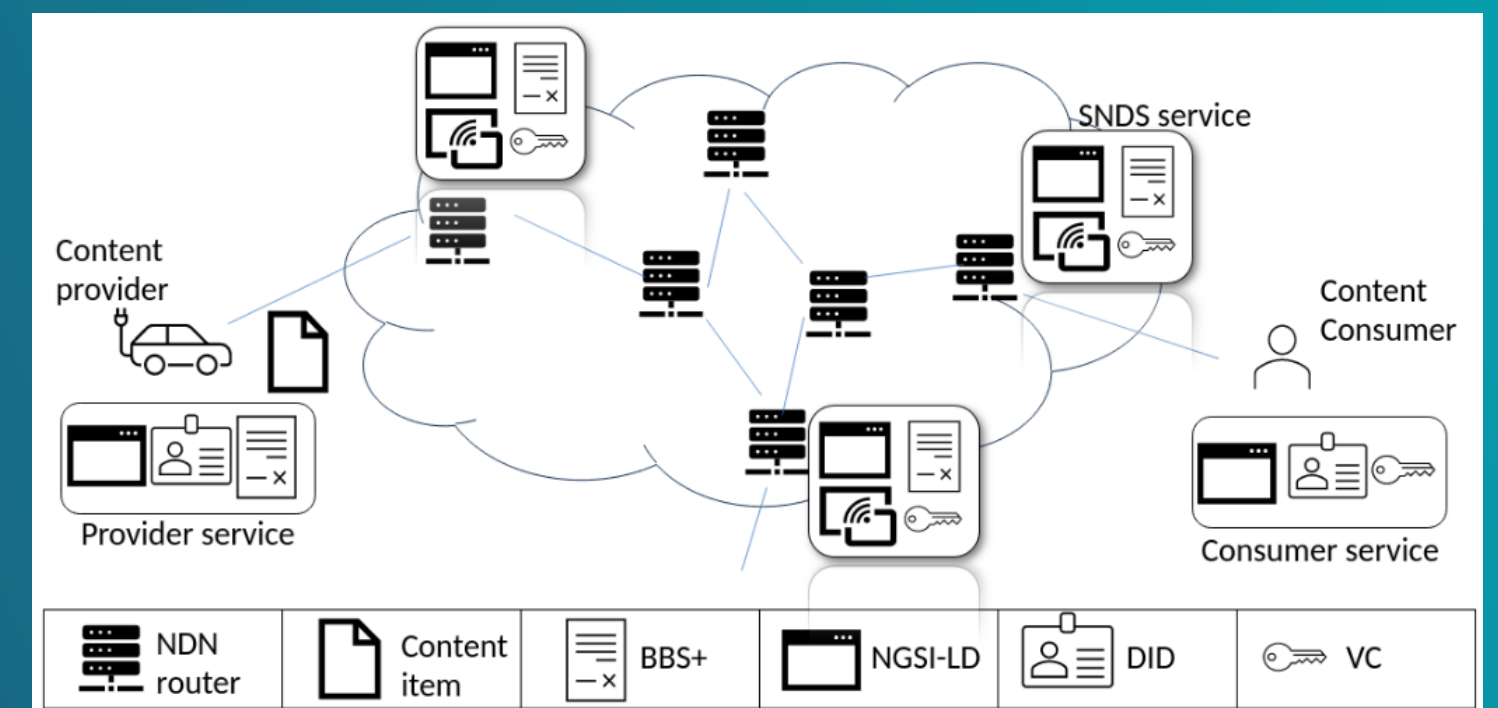 SNDS service
Content
provider
Content
Consumer
Provider service
Consumer service
NDN
router
Content
item
BBS+
NGSI-LD
DID
VC